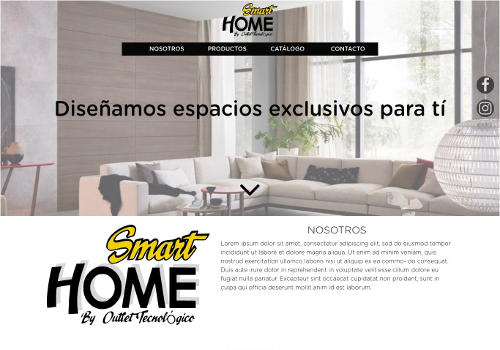 Smart
HOME
By Outlet Tecnológico
NOSOTROS PRODUCTOS CATÁLOGO CONTACTO
Diseñamos espacios exclusivos para tí
Smart
HOME
By Outlet Tecnológico
NOSOTROS
Lorem ipsum dolor sit amet, consectetur adipiscing elit, sed do eiusmod tempor
incididunt ut labore et dolore magna aliqua. Ut enim ad minim veniam, quis
nostrud exercitation ullamco laboris nisi ut aliquip ex ea commo- do consequat.
Duis aute irure dolor in reprehenderit in voluptate velit esse cillum dolore eu
fugiat nulla pariatur. Excepteur sint occaecat cupidatat non proident, sunt in
culpa qui officia deserunt mollit anim id est laborum.